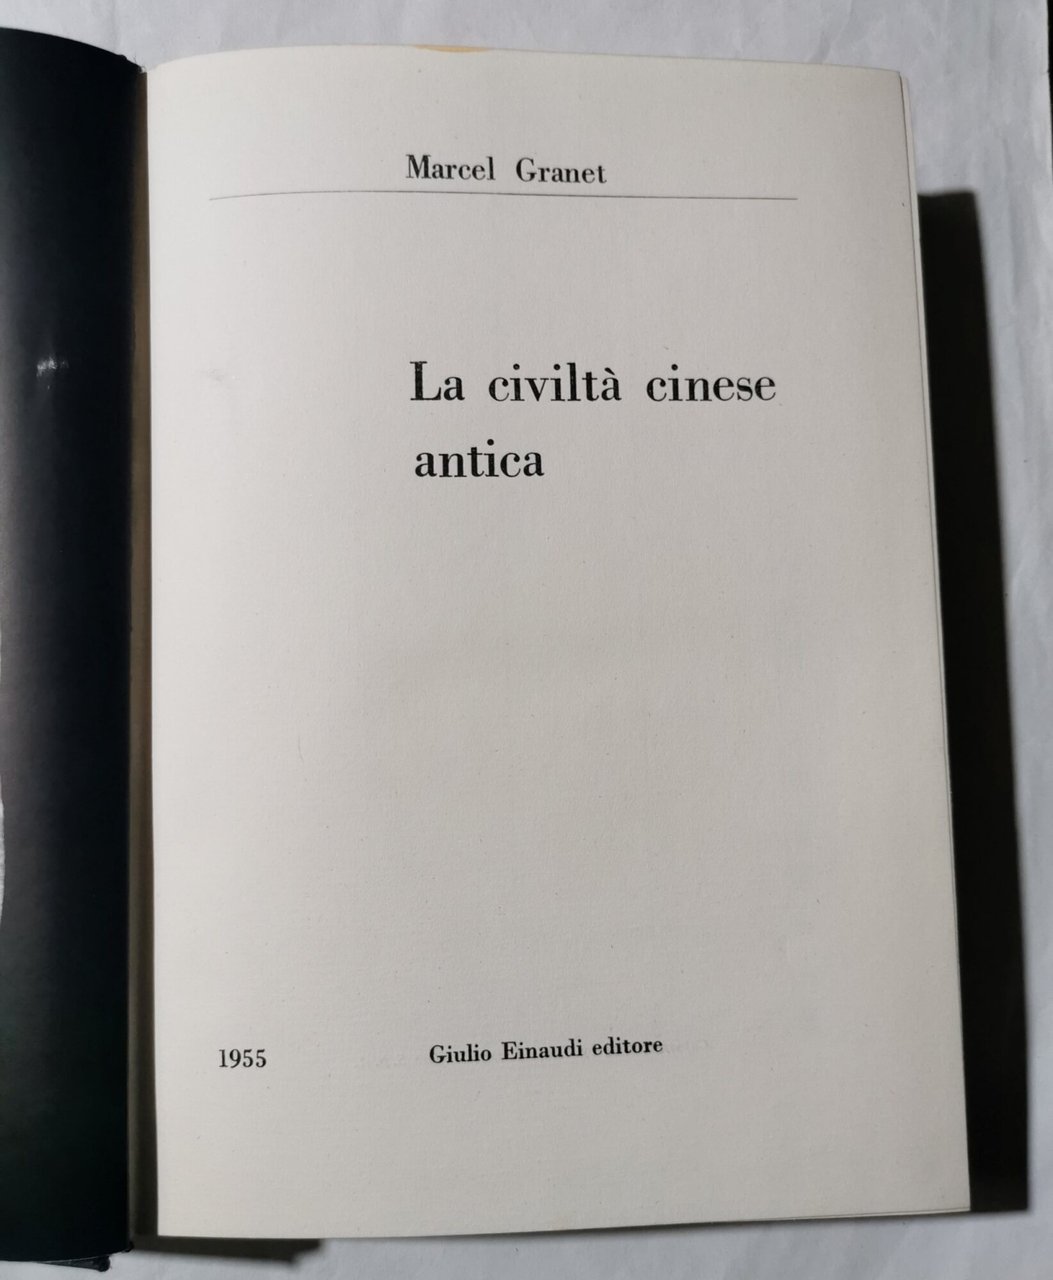 Marcel Granet
La civiltà cinese
antica
1955 Giulio Einaudi editore